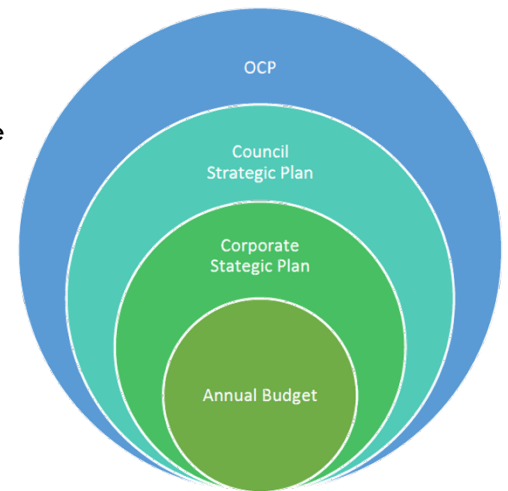 OCP
e
Council
Strategic Plan
Corporate
Stategic Plan
Annual Budget